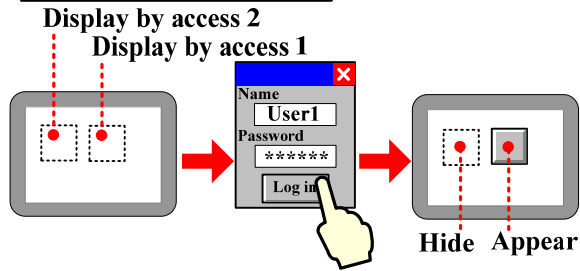 Display by access 2
Display by access 1
Name
User1
Password
******
Log in
Hide
Appear